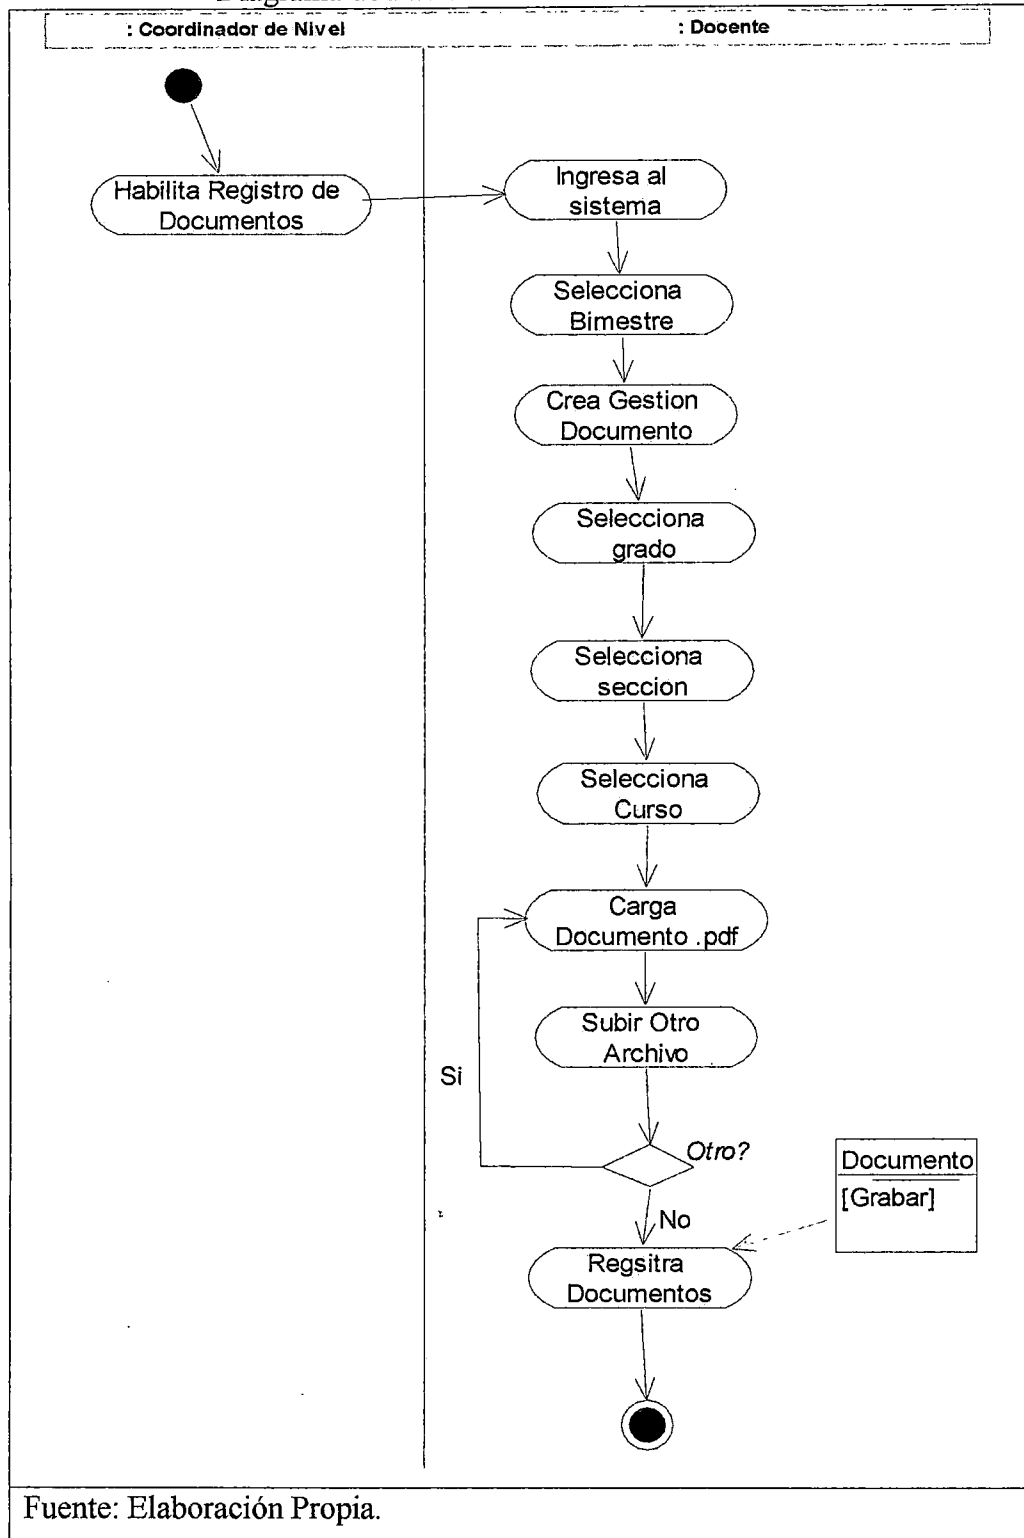 : Coordinador de Nivel
: Docente
Habilita Registro de
Documentos
Ingresa al
sistema
Selecciona
Bimestre
Crea Gestion
Documento
Selecciona
grado
Selecciona
seccion
Selecciona
Curso
Carga
Documento .pdf
Subir Otro
Archivo
Si
Otro?
Documento
[Grabar]
No
Regsitra
Documentos
Fuente: Elaboración Propia.